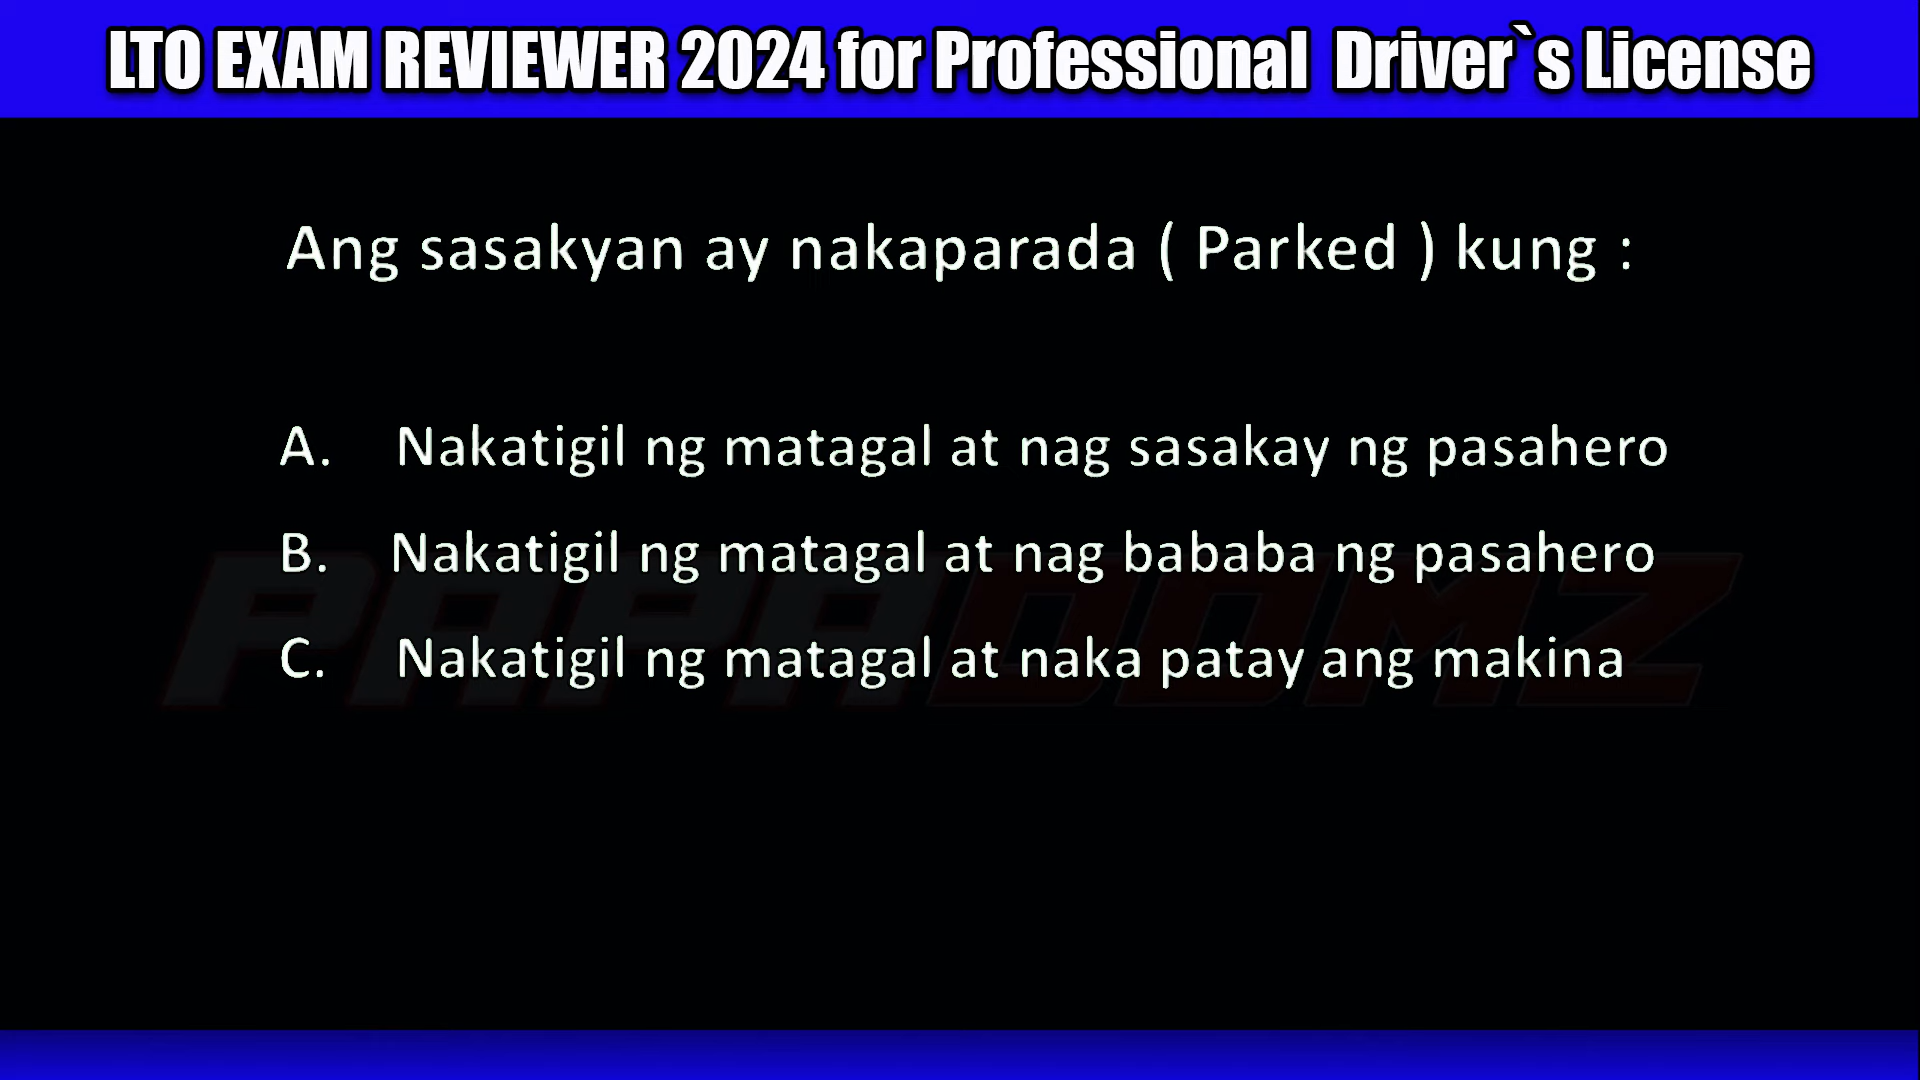 LTO EXAM REVIEWER 2024 for Professional Driver`s License
Ang sasakyan ay nakaparada ( Parked ) kung :
A. Nakatigil ng matagal at nag sasakay ng pasahero
B. Nakatigil ng matagal at nag bababa ng pasahero
C. Nakatigil ng matagal at naka patay ang makina
PAPADOMZ